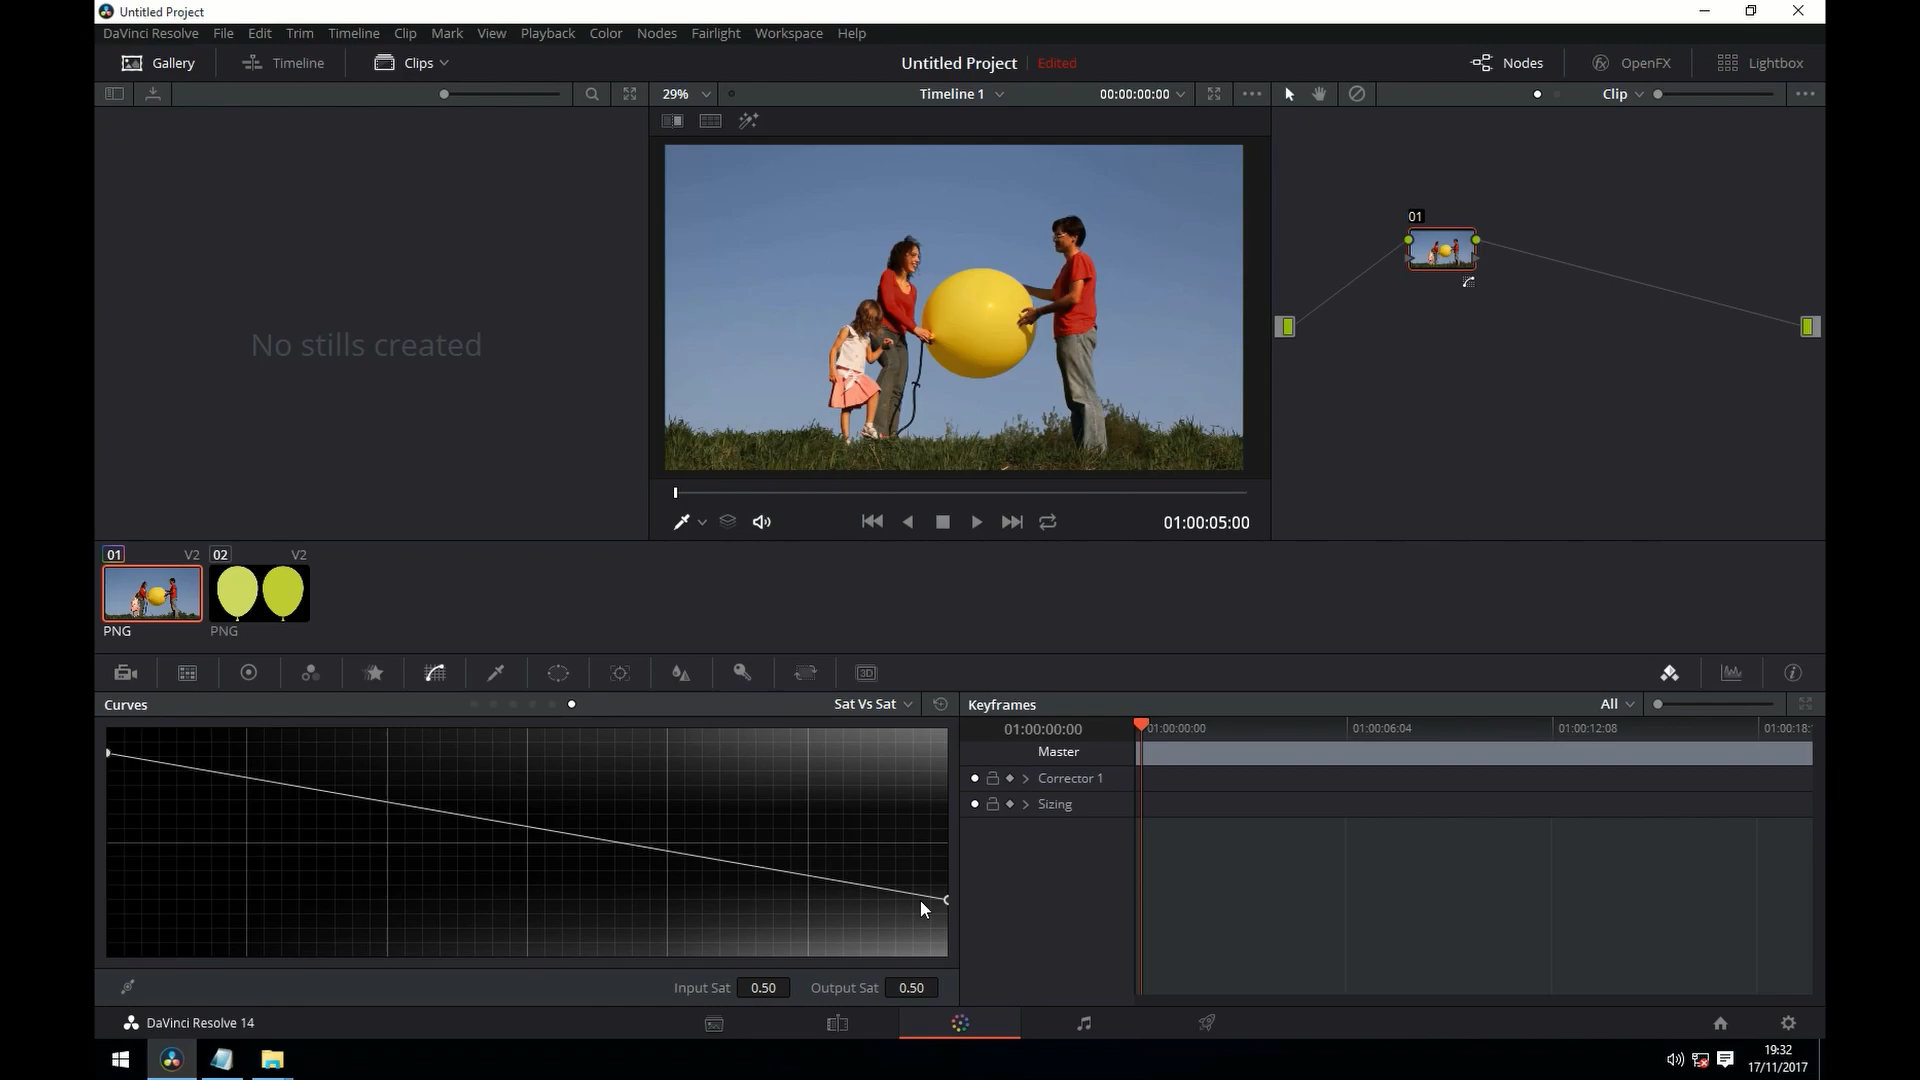 Untitled Project
DaVinci Resolve File Edit Trim Timeline Clip Mark View Playback Color Nodes Fairlight Workspace Help
Gallery Timeline Clips Untitled Project Edited Nodes OpenFX Lightbox
29% Timeline 1 00:00:00:00 Clip
01
No stills created
01:00:05:00
01 V2 02 V2
PNG PNG
3D
Curves Sat Vs Sat Keyframes All
01:00:00:00 01:00:00:00 01:00:06:04 01:00:12:08 01:00:18:
Master
Corrector 1
Sizing
Input Sat 0.50 Output Sat 0.50
DaVinci Resolve 14
19:32
17/11/2017